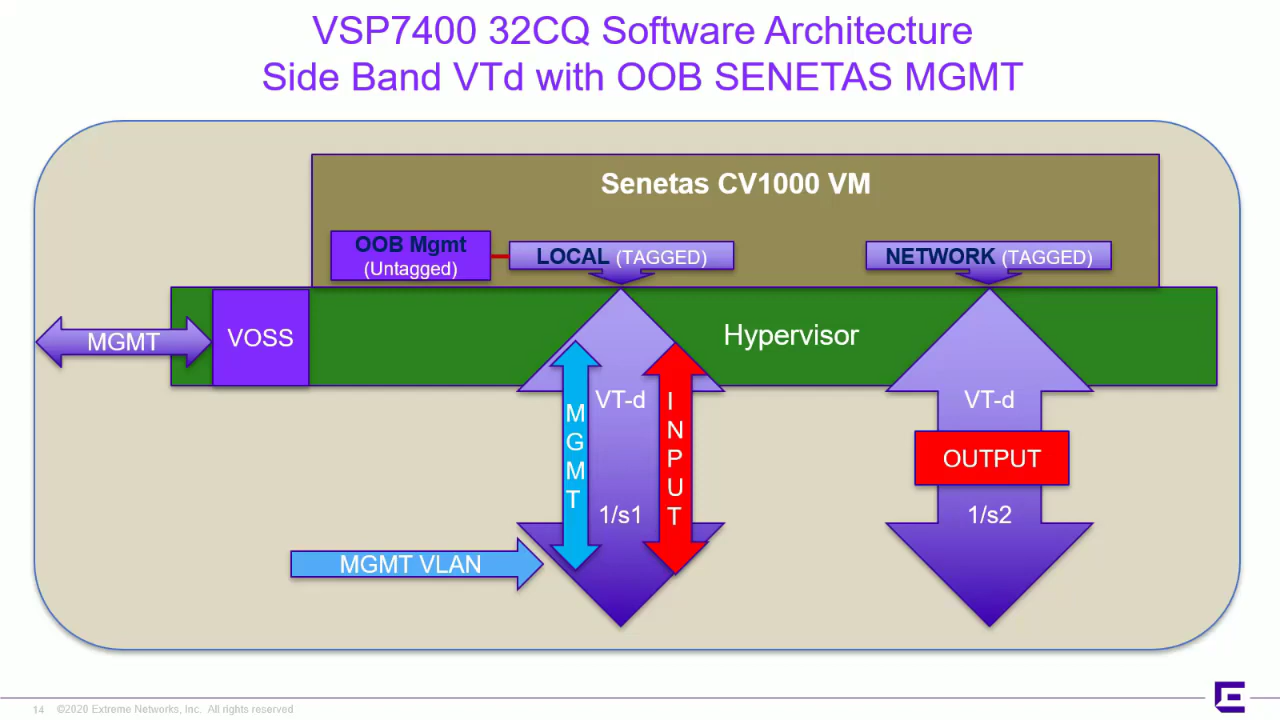 VSP7400 32CQ Software Architecture
Side Band VTd with OOB SENETAS MGMT
Senetas CV1000 VM
OOB Mgmt
(Untagged)
LOCAL (TAGGED)
NETWORK (TAGGED)
MGMT
VOSS
Hypervisor
MGMT
VT-d
1/s1
INPUT
VT-d
OUTPUT
1/s2
MGMT VLAN
14 ©2020 Extreme Networks, Inc. All rights reserved